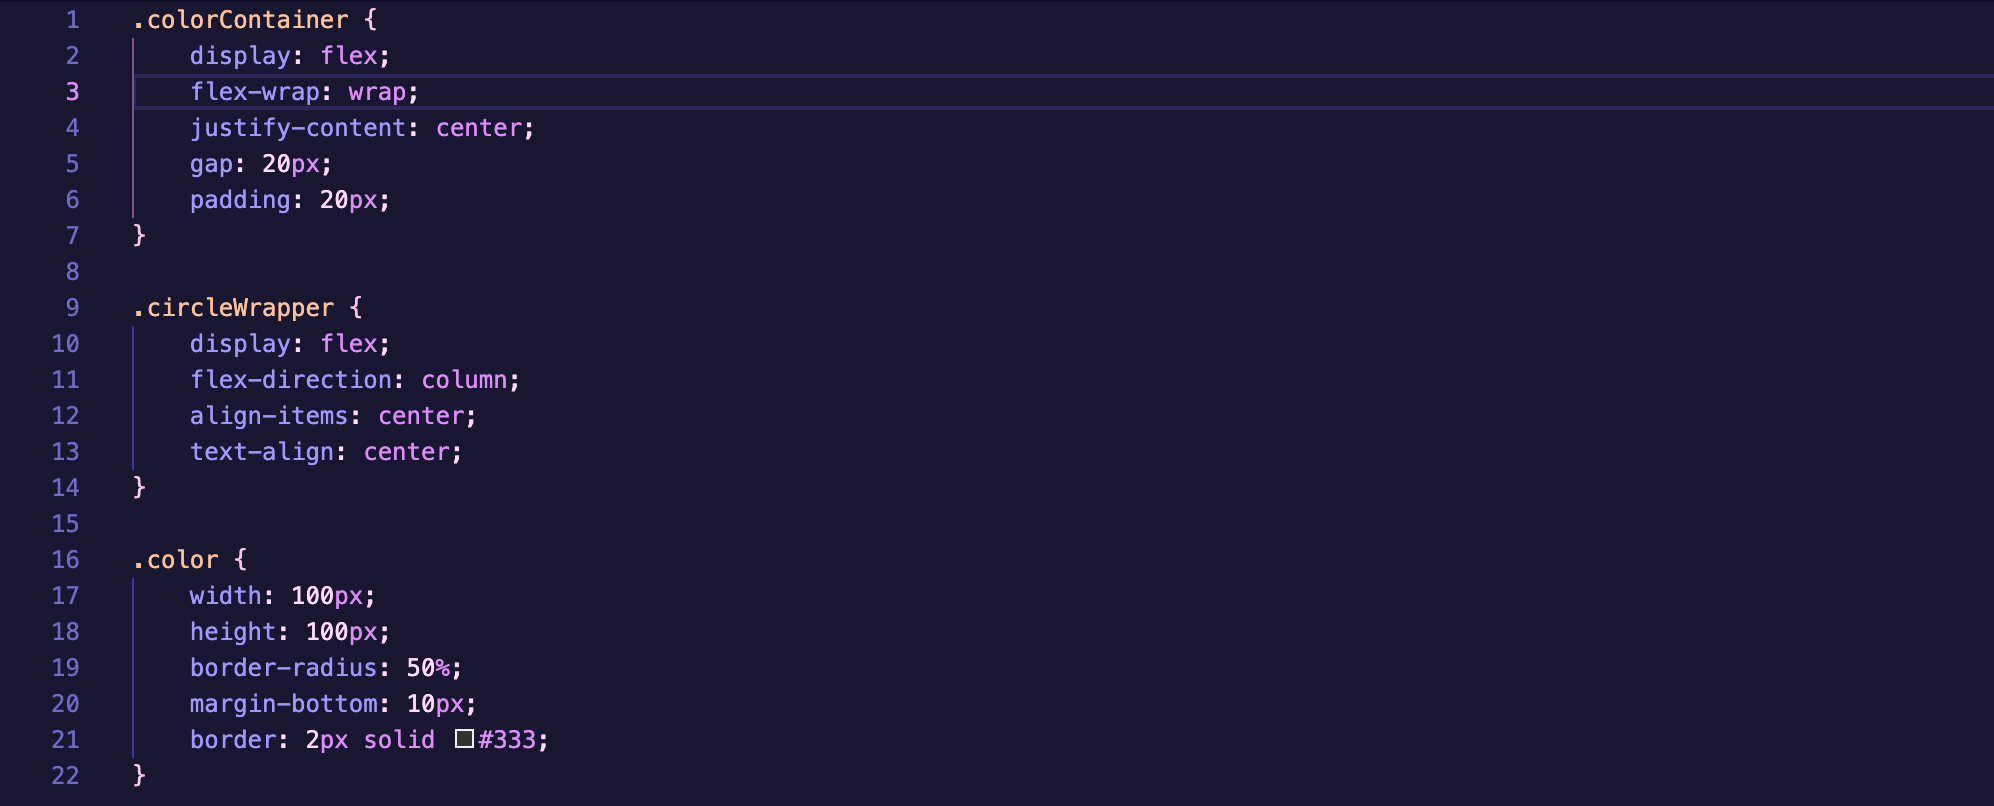 1 .colorContainer {
2 display: flex;
3 flex-wrap: wrap;
4 justify-content: center;
5 gap: 20px;
6 padding: 20px;
7 }
8
9 .circleWrapper {
10 display: flex;
11 flex-direction: column;
12 align-items: center;
13 text-align: center;
14 }
15
16 .color {
17 width: 100px;
18 height: 100px;
19 border-radius: 50%;
20 margin-bottom: 10px;
21 border: 2px solid #333;
22 }